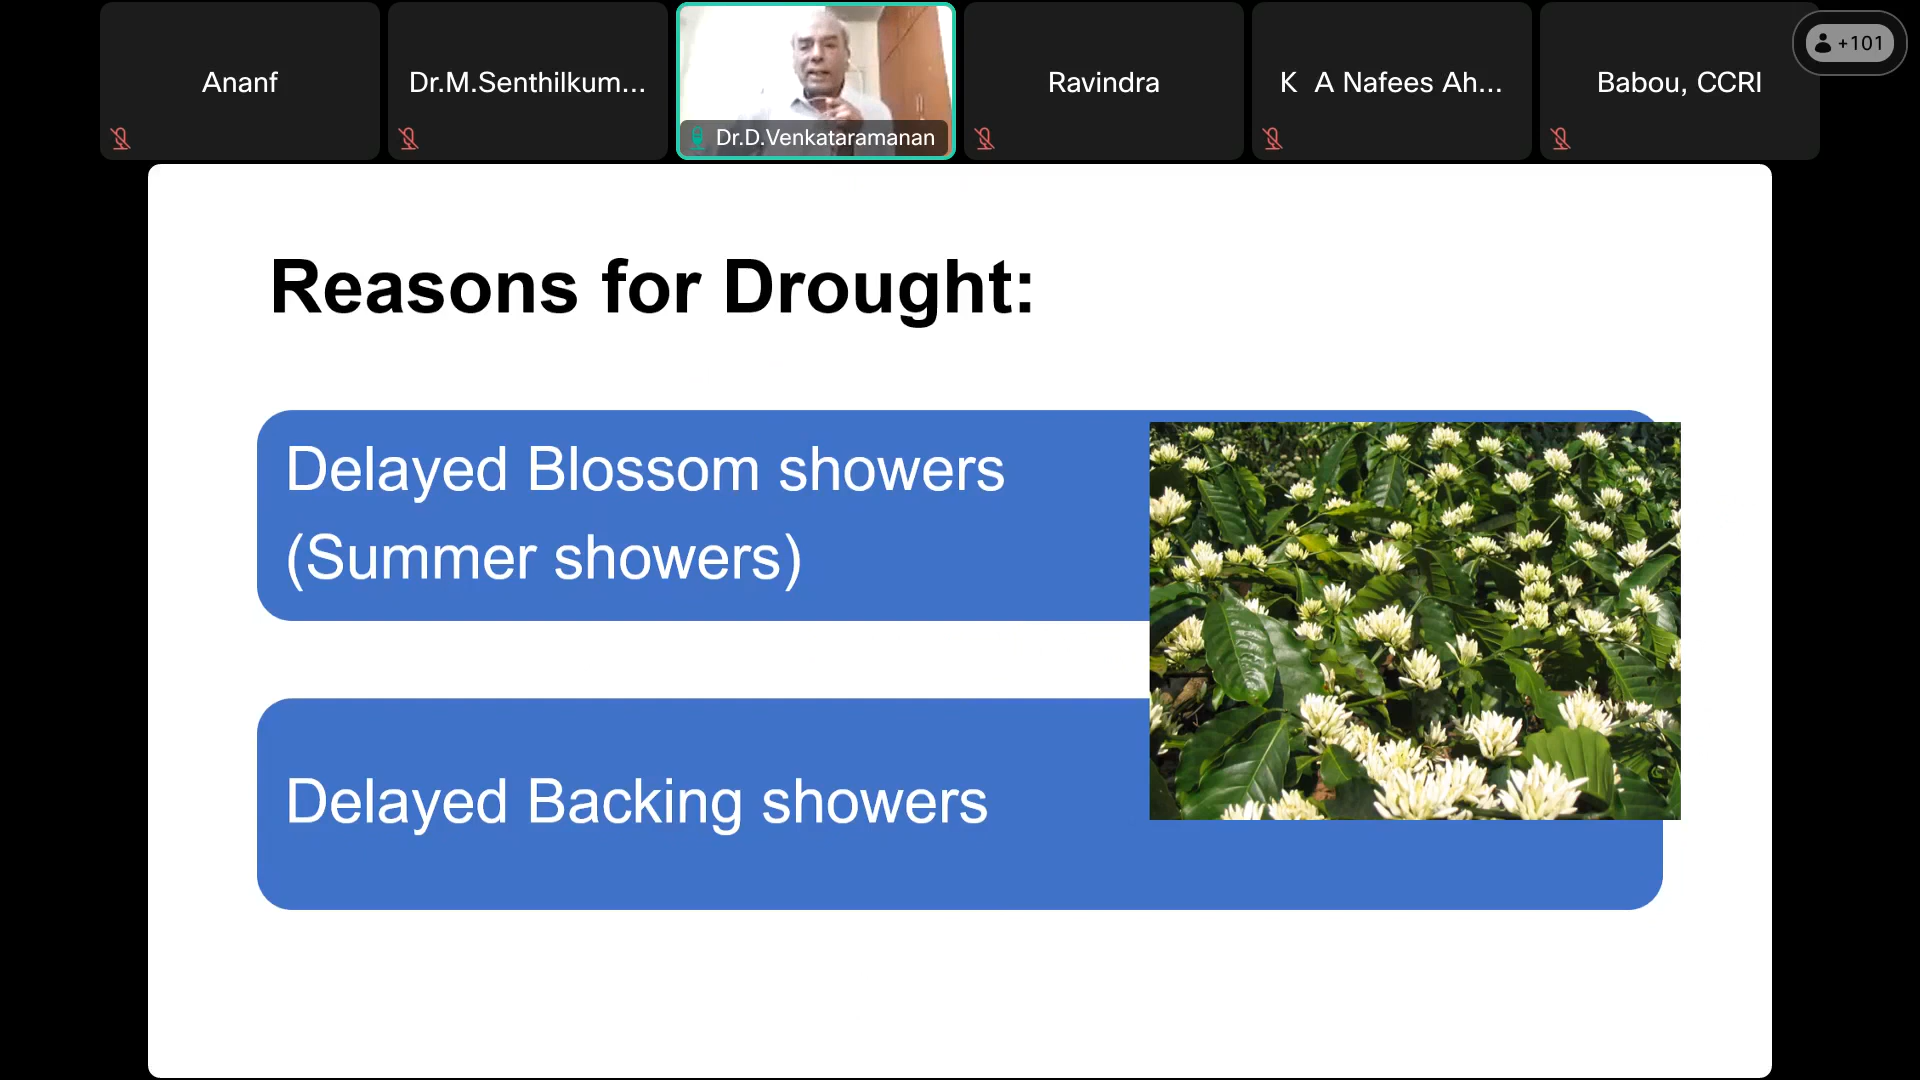 Ananf
Dr.M.Senthilkum...
Dr.D.Venkataramanan
Ravindra
K A Nafees Ah...
Babou, CCRI
+101
Reasons for Drought:
Delayed Blossom showers
(Summer showers)
Delayed Backing showers